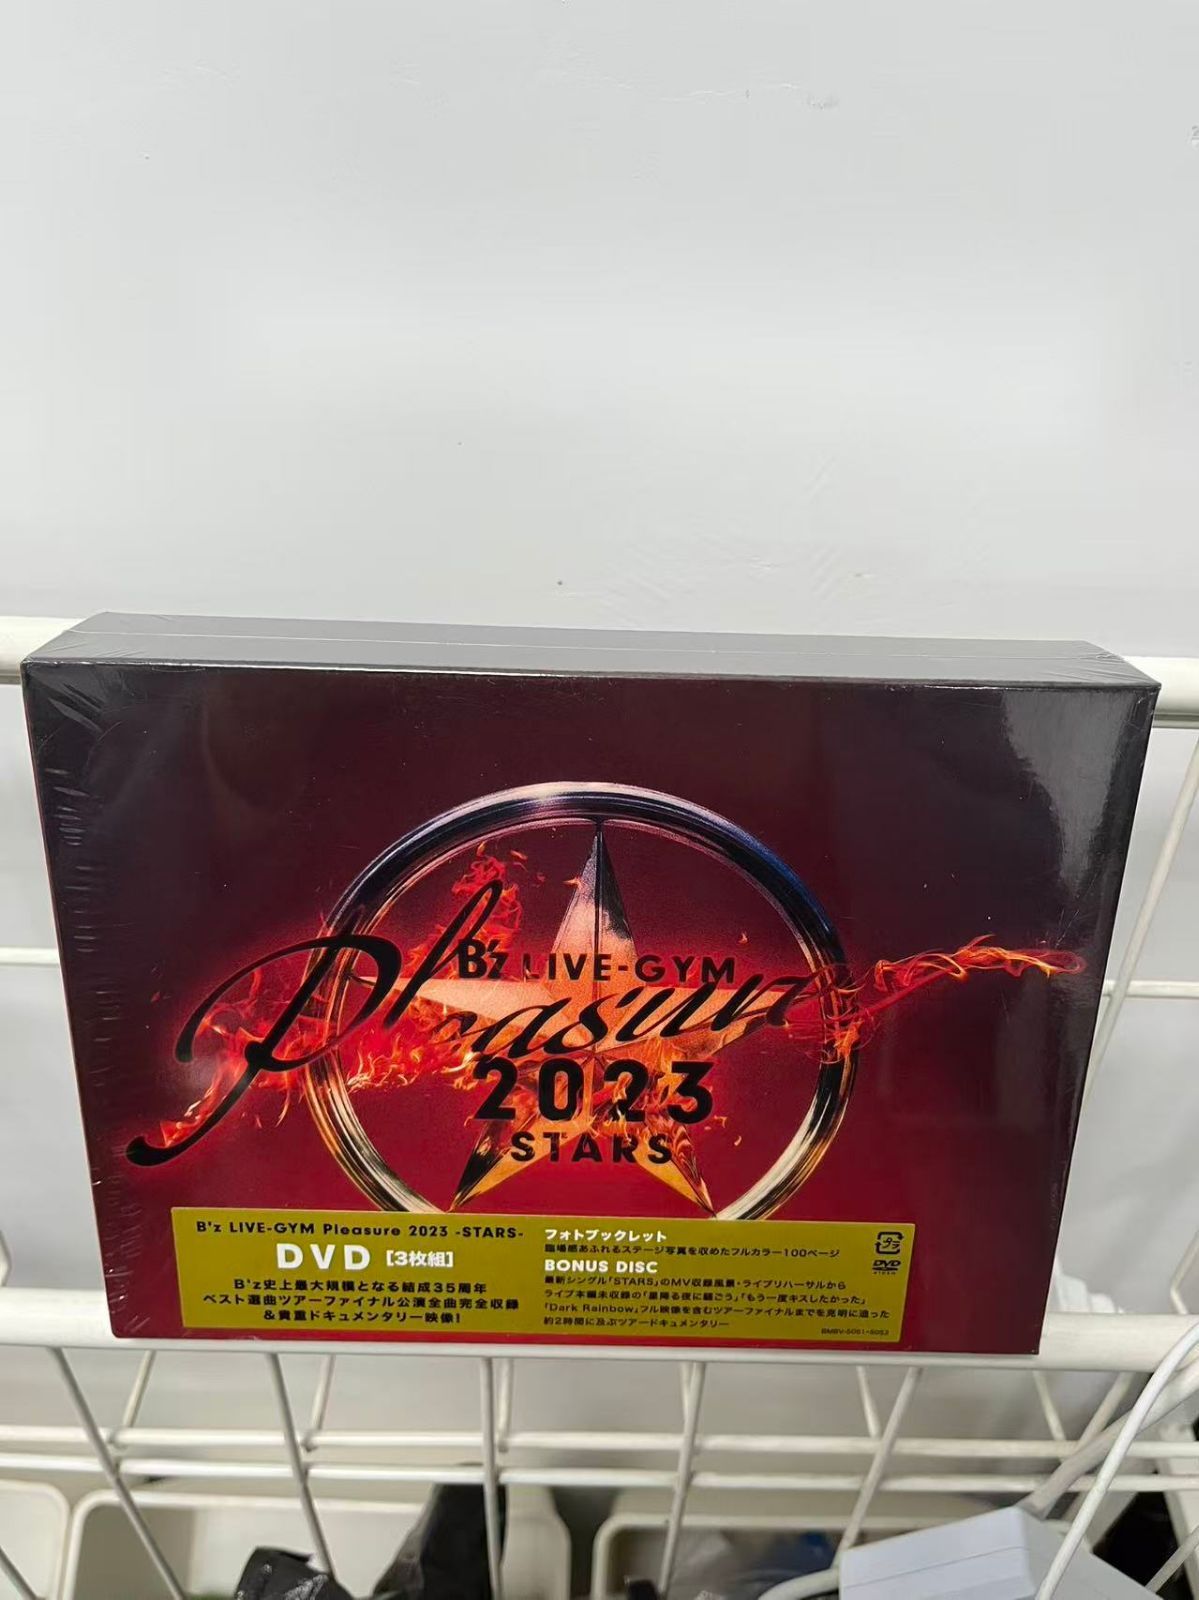 B'z LIVE-GYM
Pleasure
2023
STARS
B'z LIVE-GYM Pleasure 2023 -STARS-
DVD [3枚組]
B'z史上最大規模となる結成35周年
ベスト選曲ツアーファイナル公演全曲完全収録
&貴重ドキュメンタリー映像!
フォトブックレット
臨場感あふれるステージ写真を収めたフルカラー100ページ
BONUS DISC
最新シングル「STARS」のMV収録風景・ライブリハーサルから
ライブ本編未収録の「星降る夜に騒ごう」「もう一度キスしたかった」
「Dark Rainbow」フル映像を含むツアーファイナルまでを克明に追った
約2時間に及ぶツアードキュメンタリー
DVD
VIDEO
BMBV-5051~5053